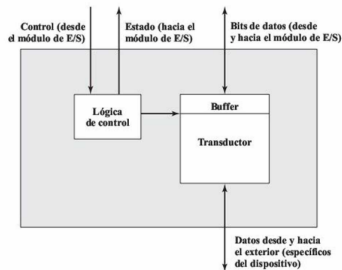 Control (desde
el módulo de E/S)
Estado (hacia el
módulo de E/S)
Bits de datos (desde
y hacia el módulo de E/S)
Lógica
de control
Buffer
Transductor
Datos desde y hacia
el exterior (específicos
del dispositivo)